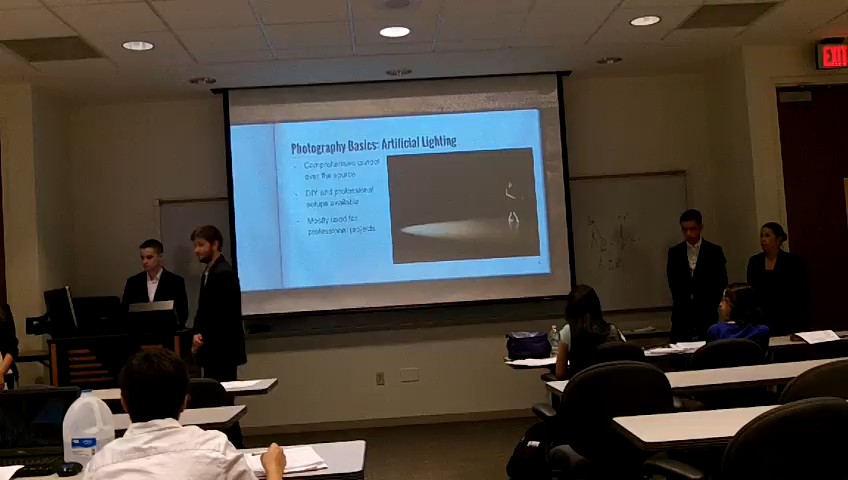 EXIT
Photography Basics: Artificial Lighting
- Comprehensive control
over the source
- DIY and professional
setups available
- Mostly used for
professional projects